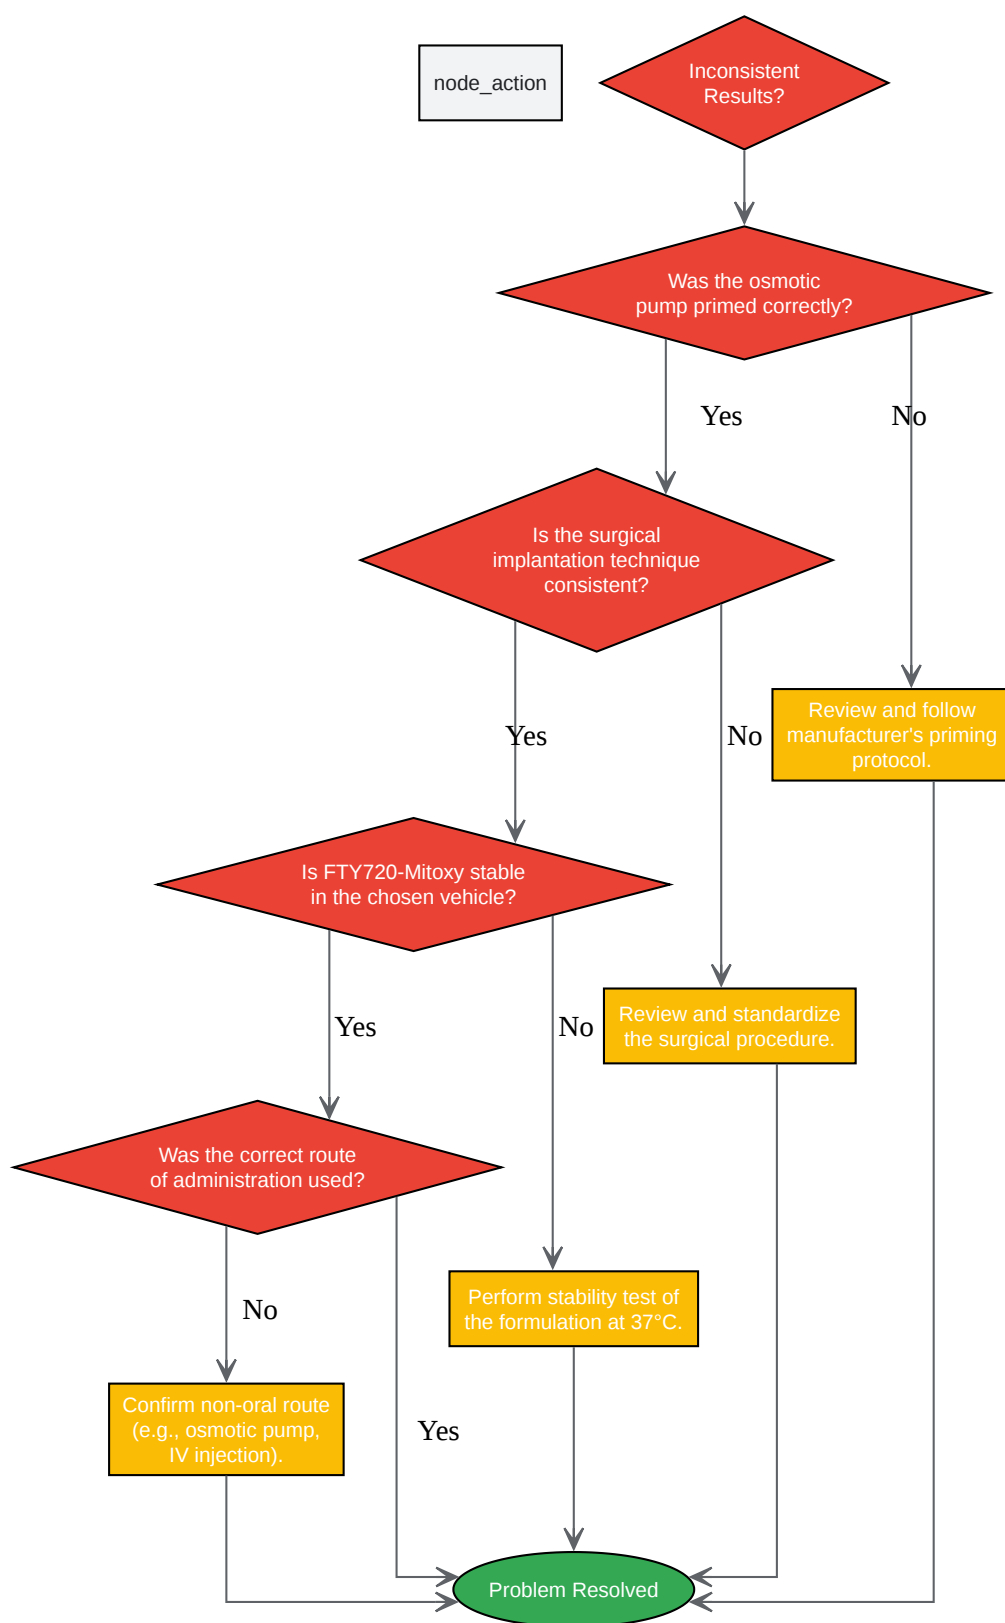 node_action
Inconsistent
Results?
Was the osmotic
pump primed correctly?
Yes
No
Is the surgical
implantation technique
consistent?
Review and follow
manufacturer's priming
protocol.
Yes
No
Is FTY720-Mitoxy stable
in the chosen vehicle?
Review and standardize
the surgical procedure.
Yes
No
Was the correct route
of administration used?
Perform stability test of
the formulation at 37°C.
No
Yes
Confirm non-oral route
(e.g., osmotic pump,
IV injection).
Problem Resolved